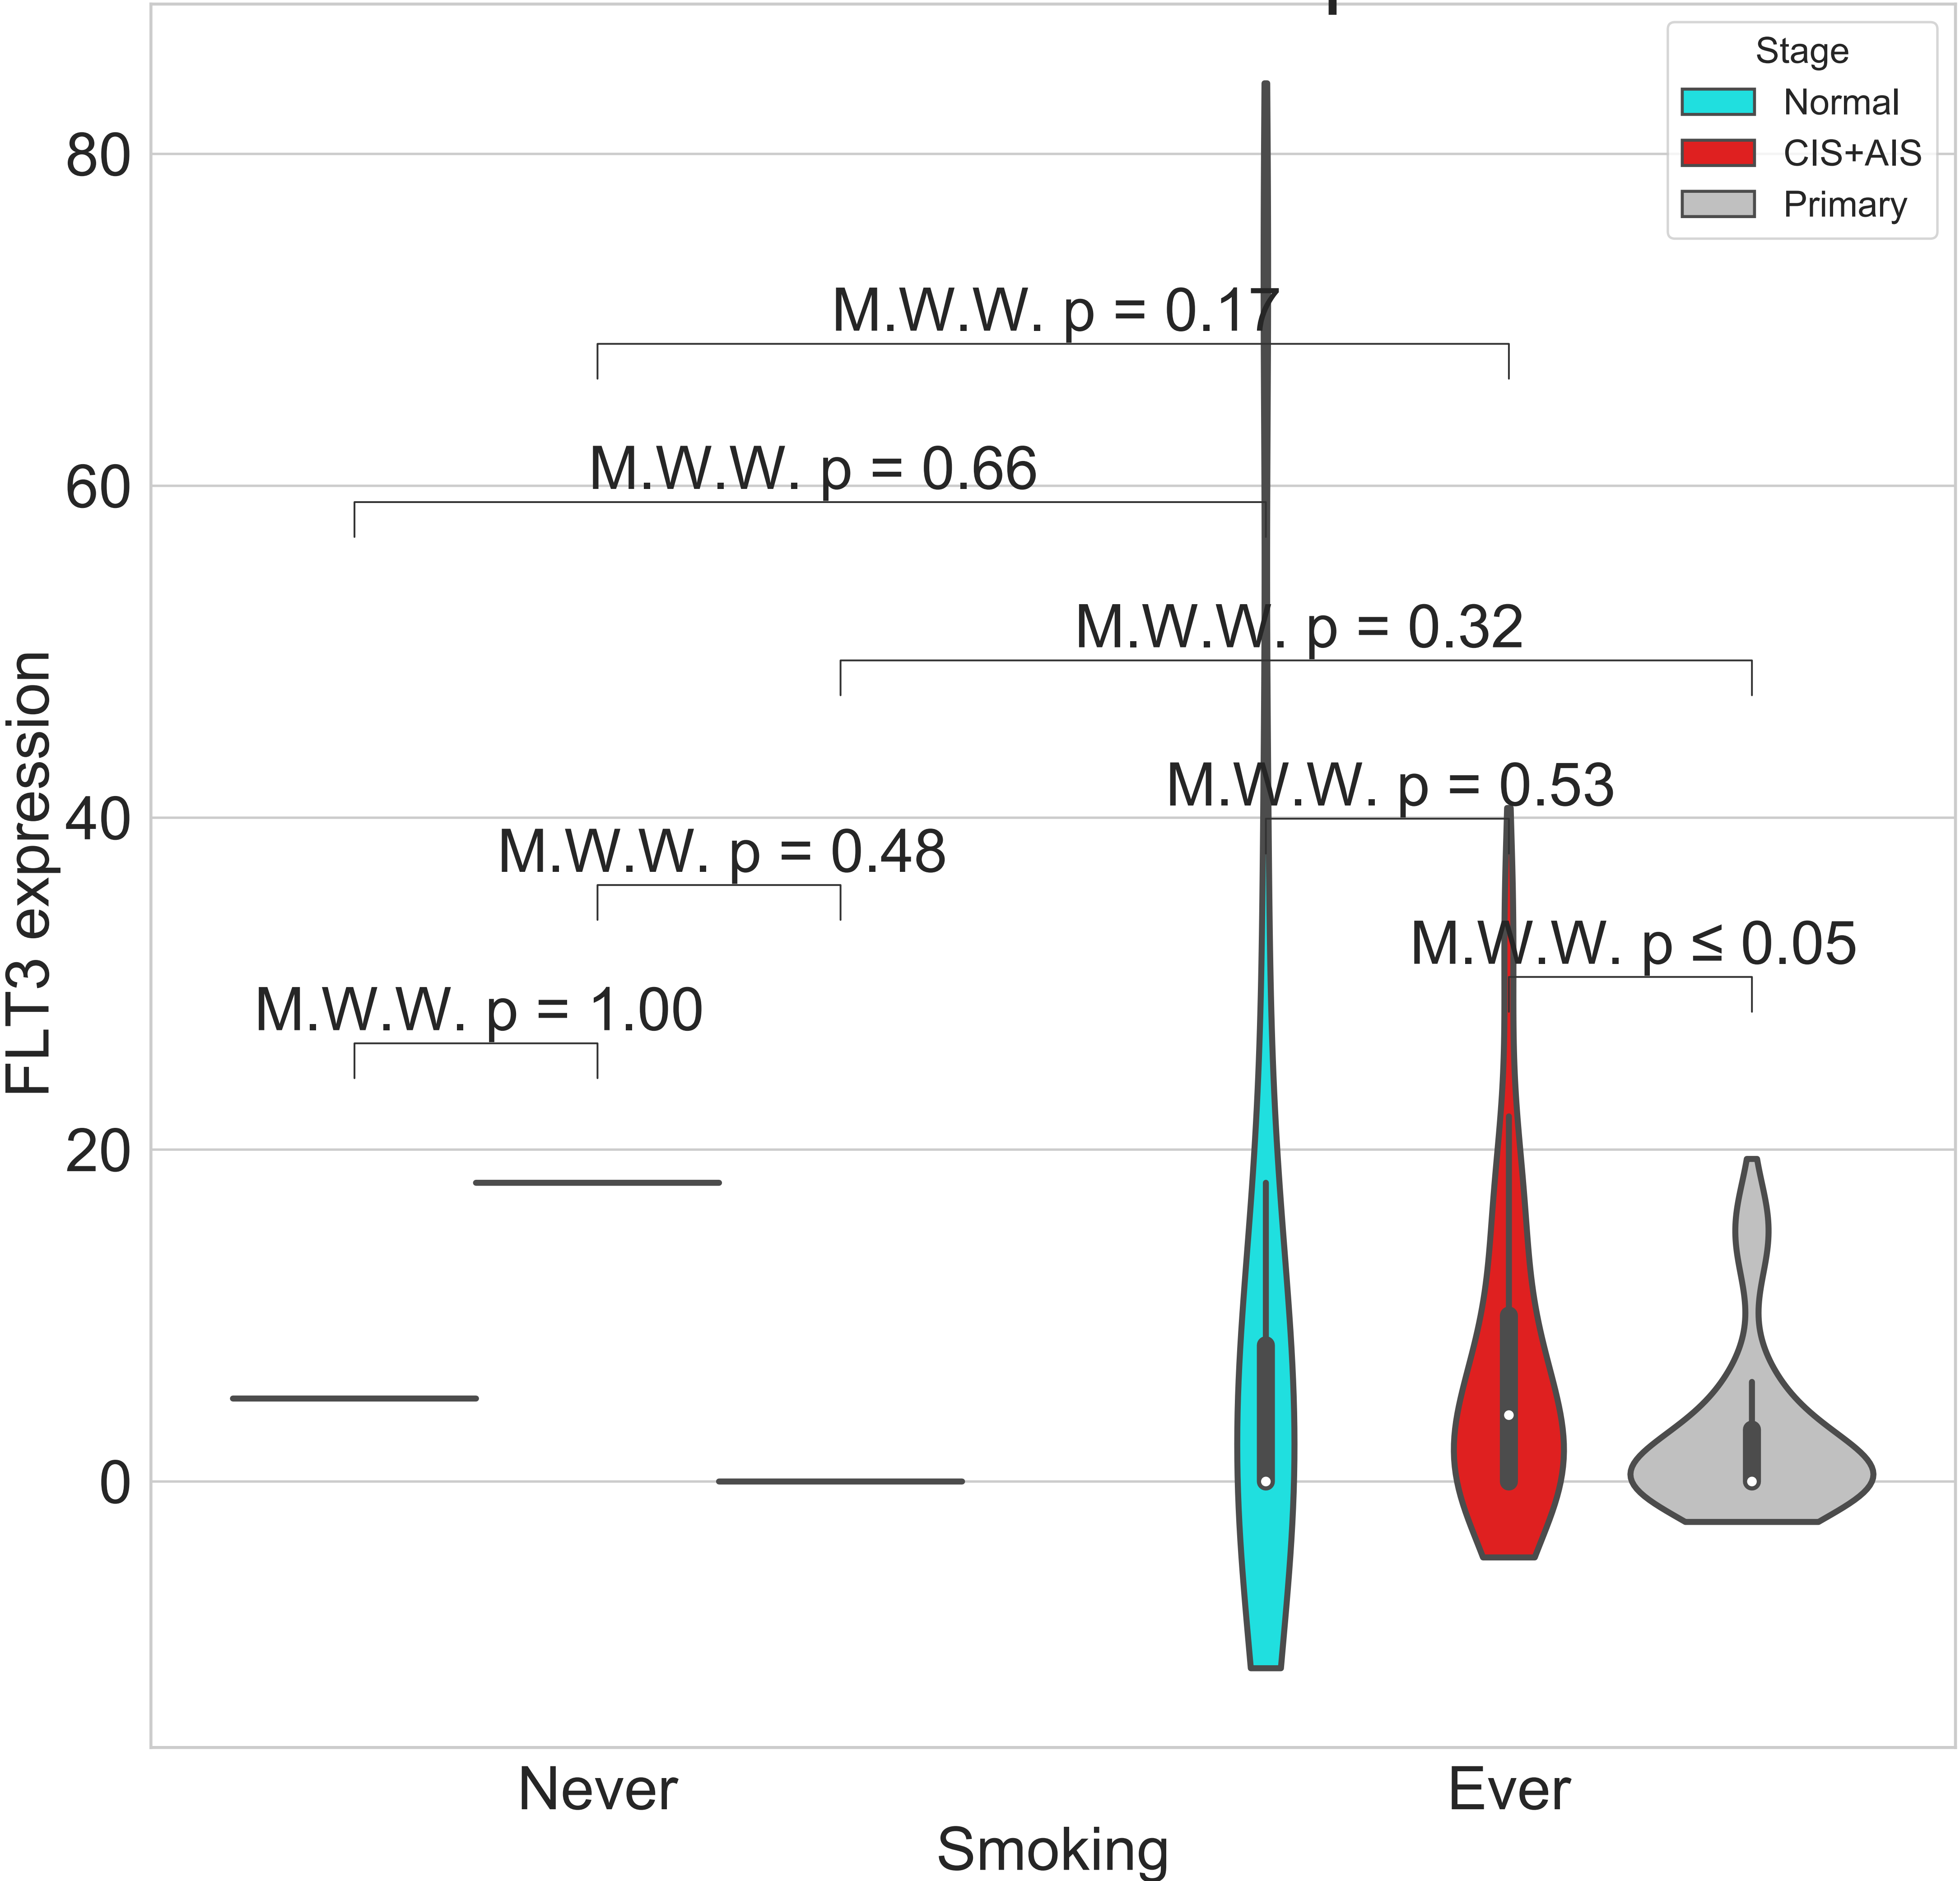 Stage
Normal
CIS+AIS
Primary
80
60
40
20
0
FLT3 expression
M.W.W. p = 0.17
M.W.W. p = 0.66
M.W.W. p = 0.32
M.W.W. p = 0.53
M.W.W. p = 0.48
M.W.W. p ≤ 0.05
M.W.W. p = 1.00
Never
Ever
Smoking